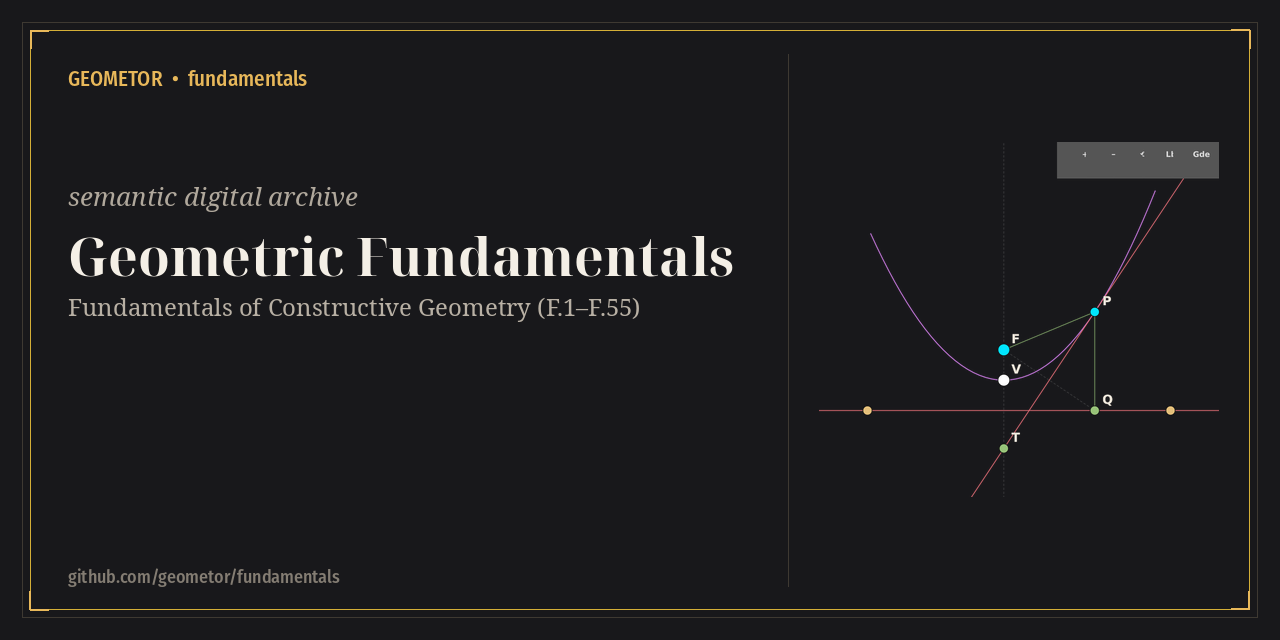 GEOMETOR • fundamentals
semantic digital archive
Geometric Fundamentals
Fundamentals of Constructive Geometry (F.1–F.55)
github.com/geometor/fundamentals
P
F
V
Q
T